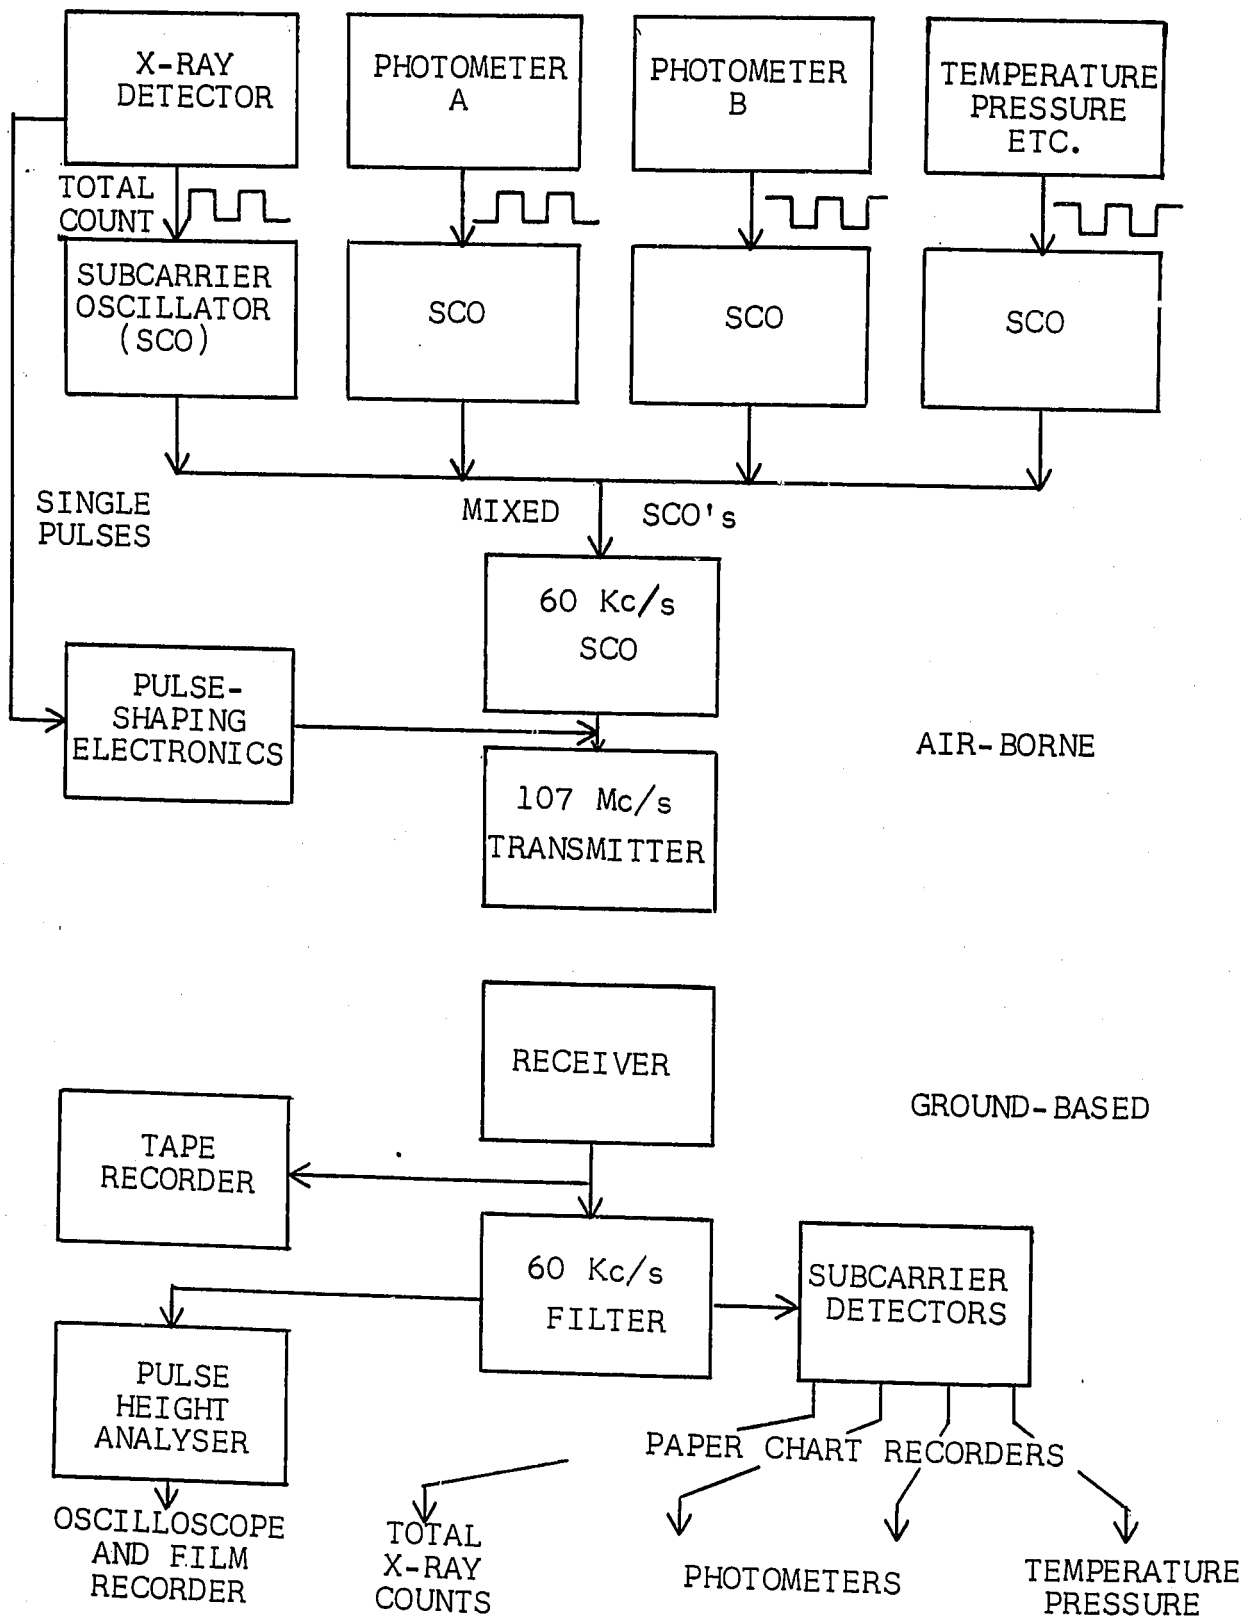 X-RAY
DETECTOR
PHOTOMETER
A
PHOTOMETER
B
TEMPERATURE
PRESSURE
ETC.
TOTAL
COUNT
SUBCARRIER
OSCILLATOR
(SCO)
SCO
SCO
SCO
SINGLE
PULSES
MIXED SCO's
60 Kc/s
SCO
PULSE-
SHAPING
ELECTRONICS
AIR-BORNE
107 Mc/s
TRANSMITTER
RECEIVER
GROUND-BASED
TAPE
RECORDER
60 Kc/s
FILTER
SUBCARRIER
DETECTORS
PULSE
HEIGHT
ANALYSER
PAPER CHART RECORDERS
OSCILLOSCOPE
AND FILM
RECORDER
TOTAL
X-RAY
COUNTS
PHOTOMETERS
TEMPERATURE
PRESSURE